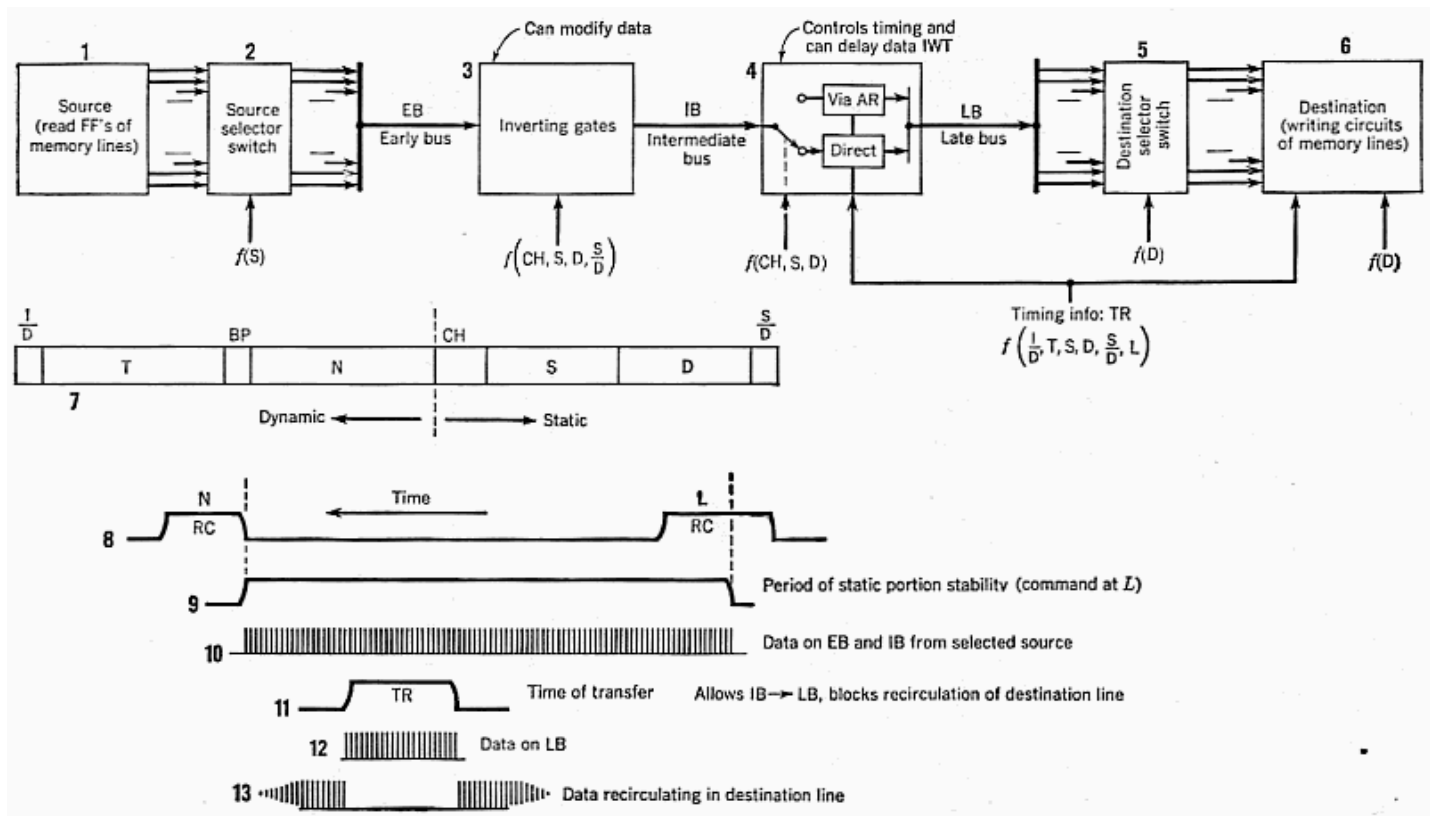 Can modify data
Controls timing and
can delay data IWT
1
2
3
4
5
6
Source
(read FF's of
memory lines)
Source
selector
switch
EB
Early bus
Inverting gates
IB
Intermediate
bus
Via AR
Direct
LB
Late bus
Destination
selector
switch
Destination
(writing circuits
of memory lines)
f(S)
f(CH, S, D, S/D)
f(CH, S, D)
f(D)
f(D)
Timing info: TR
f(I/D, T, S, D, S/D, L)
I/D
BP
CH
S/D
T
N
S
D
7
Dynamic
Static
N
Time
L
8
RC
RC
9
Period of static portion stability (command at L)
10
Data on EB and IB from selected source
11
TR
Time of transfer
Allows IB→LB, blocks recirculation of destination line
12
Data on LB
13
Data recirculating in destination line